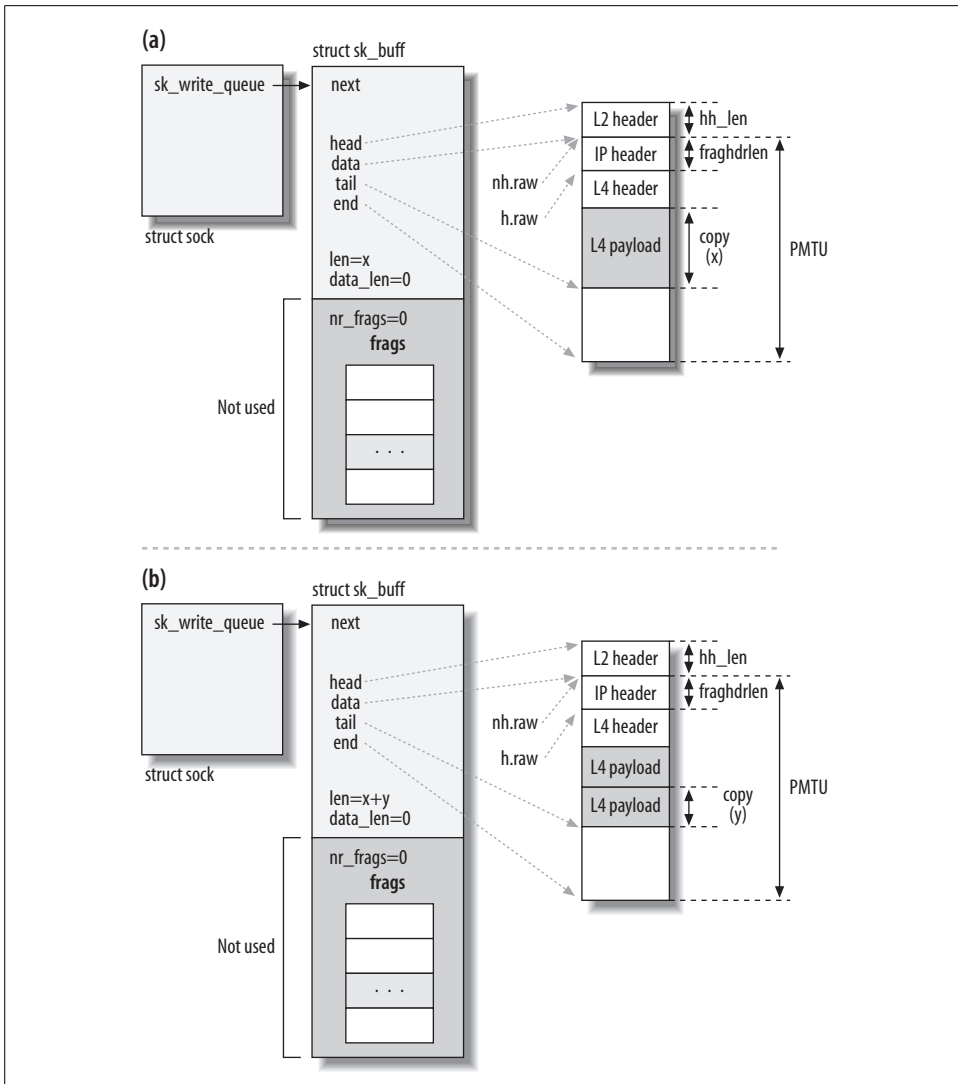 (a)
struct sk_buff
sk_write_queue
next
struct sock
head
data
tail
end
len=x
data_len=0
nr_frags=0
frags
. . .
Not used
L2 header
IP header
L4 header
L4 payload
nh.raw
h.raw
hh_len
fraghdrlen
copy
(x)
PMTU
(b)
struct sk_buff
sk_write_queue
next
struct sock
head
data
tail
end
len=x+y
data_len=0
nr_frags=0
frags
. . .
Not used
L2 header
IP header
L4 header
L4 payload
L4 payload
nh.raw
h.raw
hh_len
fraghdrlen
copy
(y)
PMTU